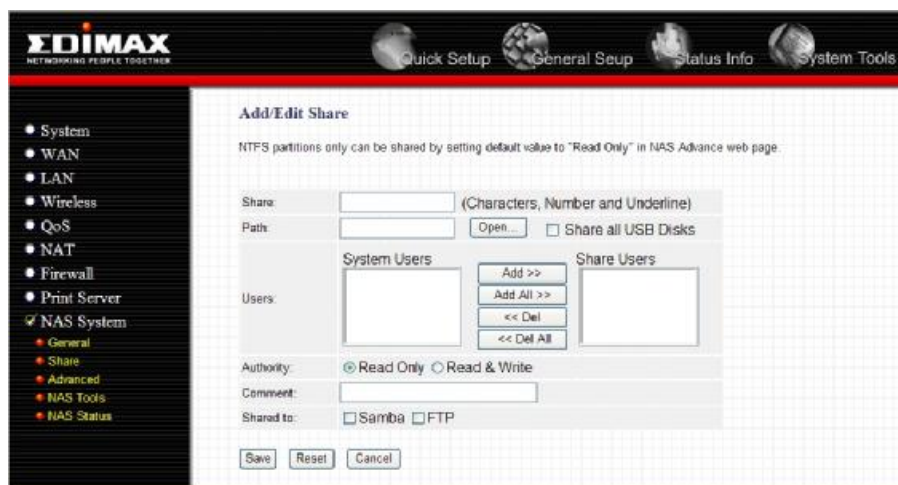 EDIMAX
NETWORKING PEOPLE TOGETHER
Quick Setup
General Seup
Status Info
System Tools
System
WAN
LAN
Wireless
QoS
NAT
Firewall
Print Server
NAS System
General
Share
Advanced
NAS Tools
NAS Status
Add/Edit Share
NTFS partitions only can be shared by setting default value to "Read Only" in NAS Advance web page.
Share: (Characters, Number and Underline)
Path: Open... Share all USB Disks
System Users Share Users
Users:
Add >>
Add All >>
<< Del
<< Del All
Authority: Read Only Read & Write
Comment:
Shared to: Samba FTP
Save Reset Cancel